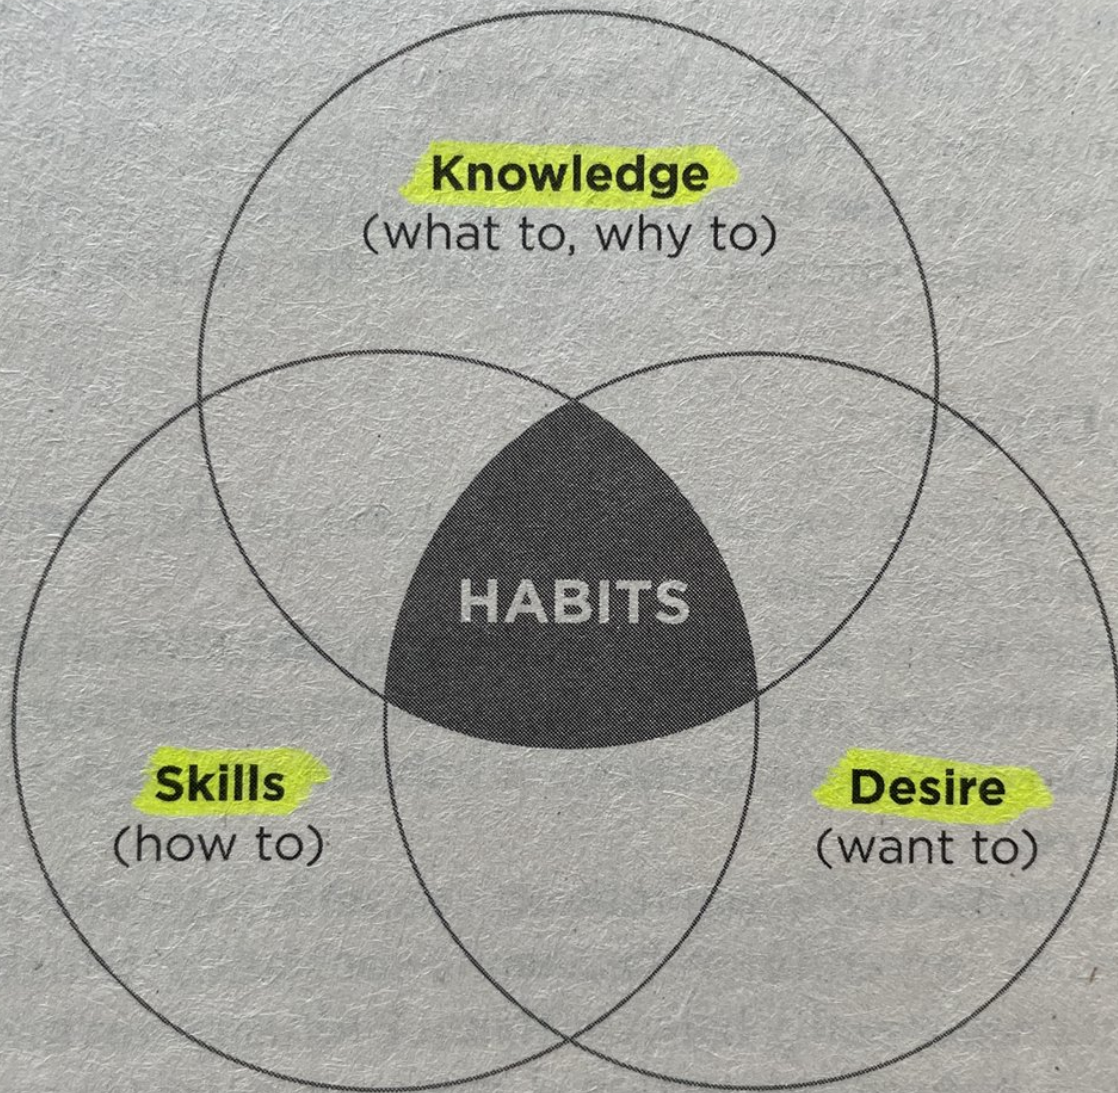 Knowledge
(what to, why to)
HABITS
Skills
(how to)
Desire
(want to)